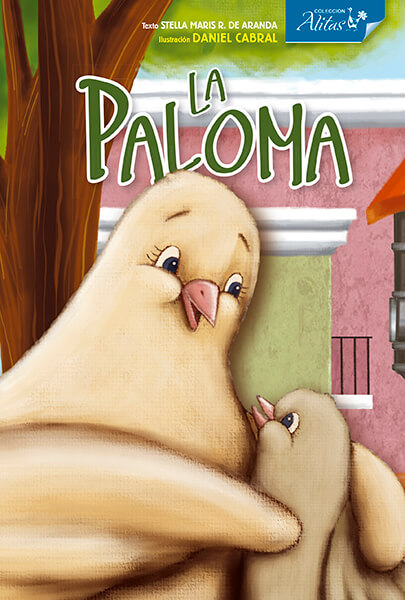 Texto STELLA MARIS R. DE ARANDA
Ilustración DANIEL CABRAL
COLECCIÓN
Alitas
LA
PALOMA